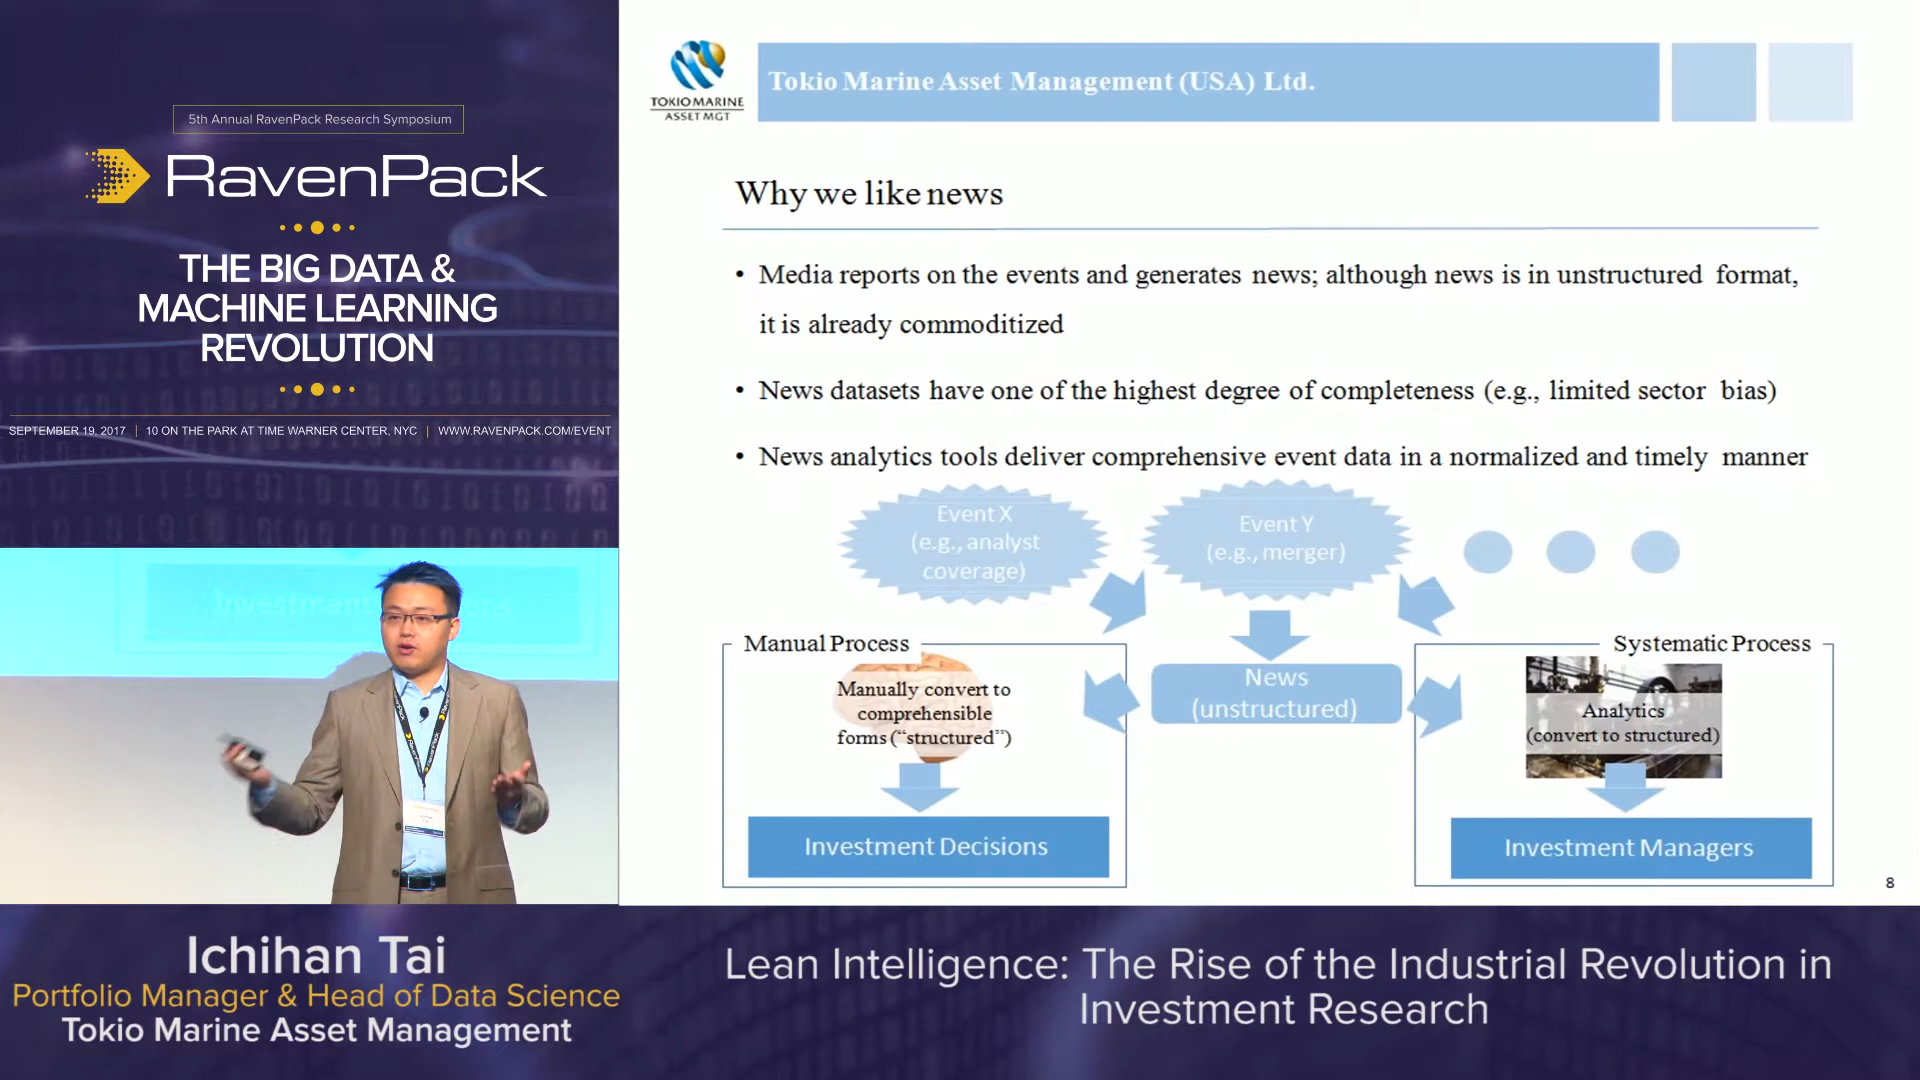 5th Annual RavenPack Research Symposium
RavenPack
THE BIG DATA &
MACHINE LEARNING
REVOLUTION
SEPTEMBER 19, 2017 | 10 ON THE PARK AT TIME WARNER CENTER, NYC | WWW.RAVENPACK.COM/EVENT
TOKIO MARINE
ASSET MGT
Tokio Marine Asset Management (USA) Ltd.
Why we like news
• Media reports on the events and generates news; although news is in unstructured format,
it is already commoditized
• News datasets have one of the highest degree of completeness (e.g., limited sector bias)
• News analytics tools deliver comprehensive event data in a normalized and timely manner
Event X
(e.g., analyst
coverage)
Event Y
(e.g., merger)
Manual Process
Manually convert to
comprehensible
forms (“structured”)
Investment Decisions
News
(unstructured)
Systematic Process
Analytics
(convert to structured)
Investment Managers
8
Ichihan Tai
Portfolio Manager & Head of Data Science
Tokio Marine Asset Management
Lean Intelligence: The Rise of the Industrial Revolution in
Investment Research